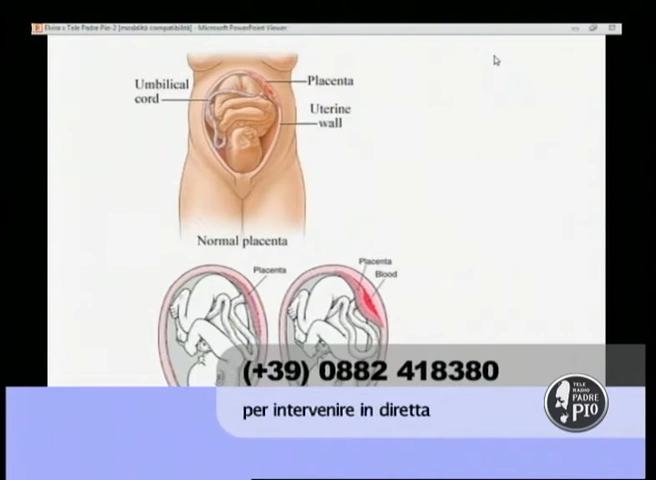 Elvira x Tele Padre Pio-2 [modalità compatibilità] - Microsoft PowerPoint Viewer
Umbilical
cord
Placenta
Uterine
wall
Normal placenta
Placenta
Placenta
Blood
(+39) 0882 418380
per intervenire in diretta
TELE
RADIO
PADRE
PIO